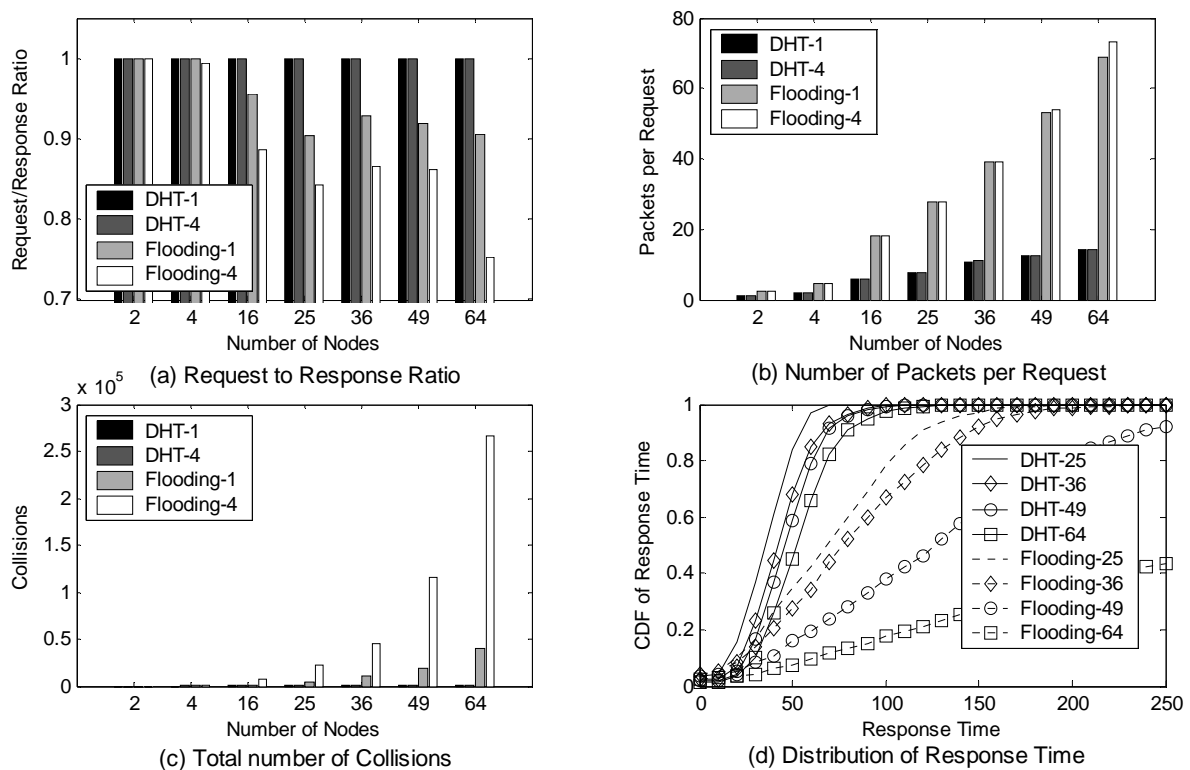 1
0.9
0.8
0.7
Request/Response Ratio
DHT-1
DHT-4
Flooding-1
Flooding-4
2 4 16 25 36 49 64
Number of Nodes
(a) Request to Response Ratio
80
60
40
20
0
Packets per Request
DHT-1
DHT-4
Flooding-1
Flooding-4
2 4 16 25 36 49 64
Number of Nodes
(b) Number of Packets per Request
x 10^5
3
2.5
2
1.5
1
0.5
0
Collisions
DHT-1
DHT-4
Flooding-1
Flooding-4
2 4 16 25 36 49 64
Number of Nodes
(c) Total number of Collisions
1
0.8
0.6
0.4
0.2
0
CDF of Response Time
DHT-25
DHT-36
DHT-49
DHT-64
Flooding-25
Flooding-36
Flooding-49
Flooding-64
0 50 100 150 200 250
Response Time
(d) Distribution of Response Time